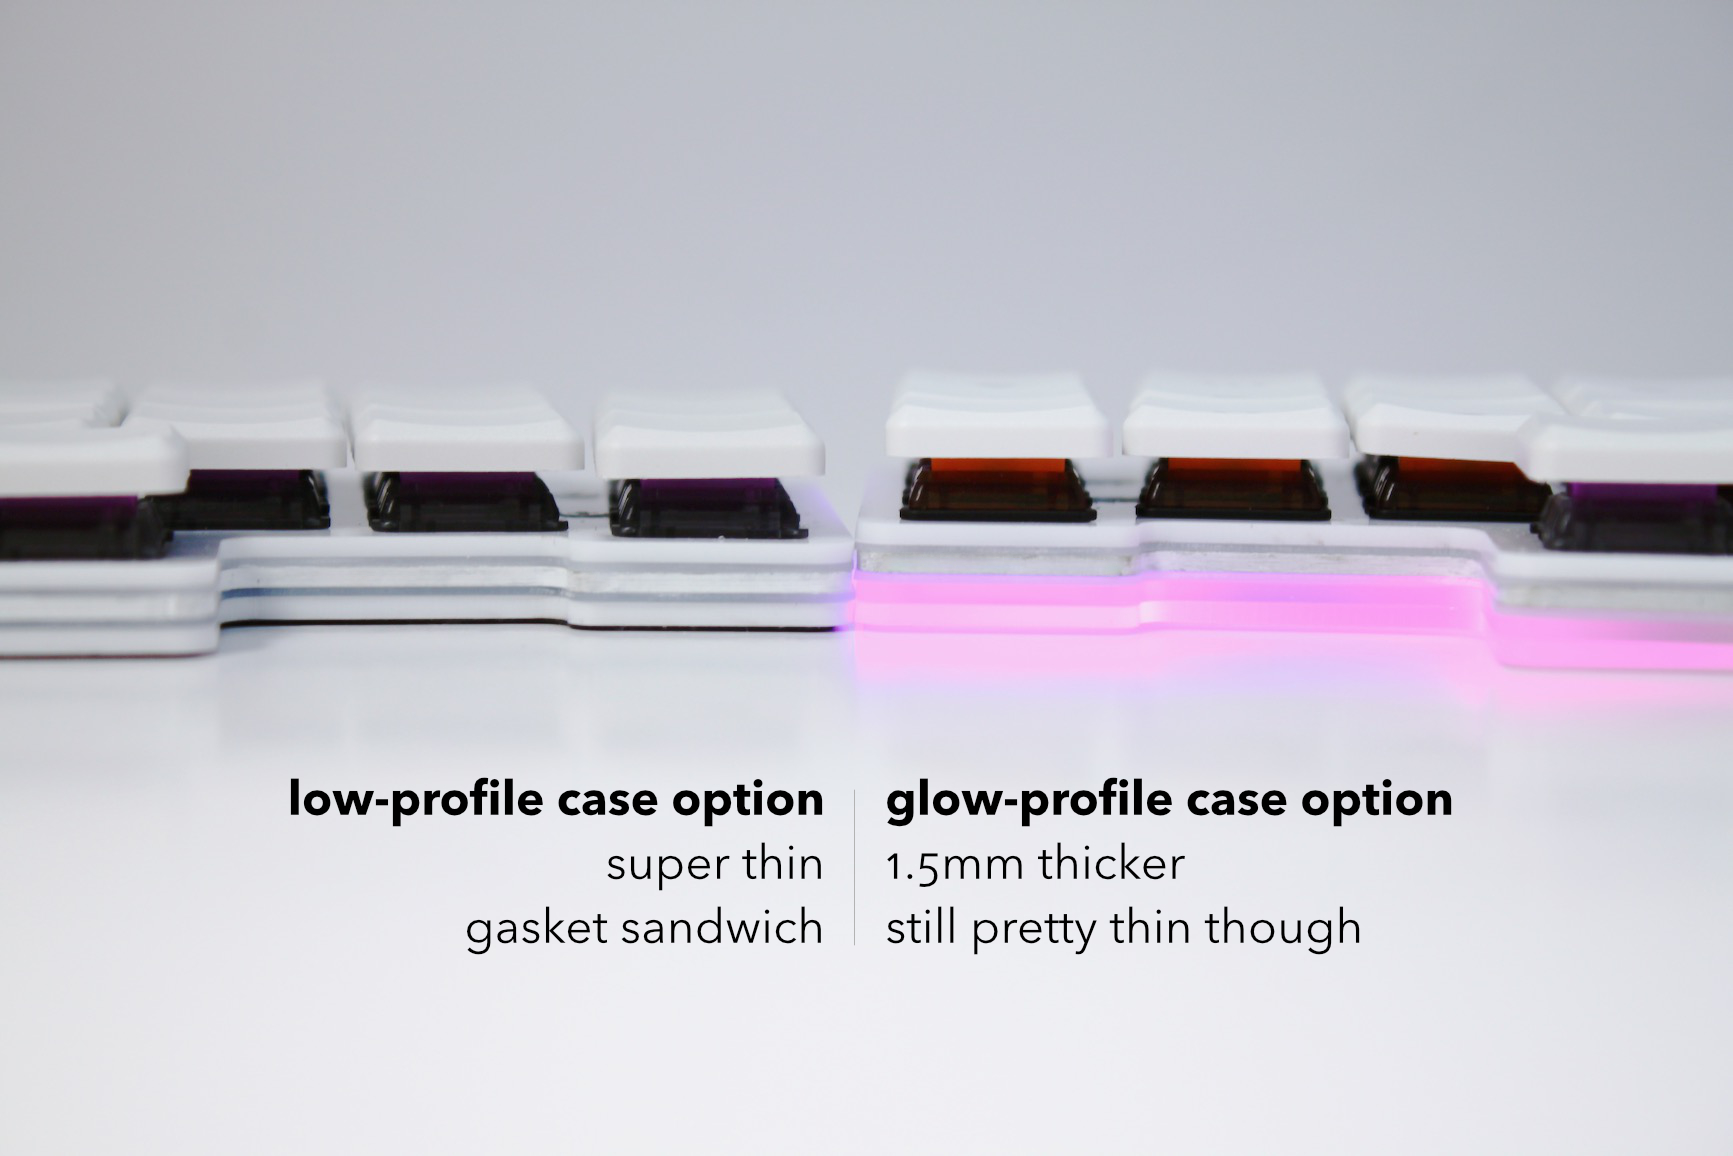 low-profile case option
super thin
gasket sandwich
glow-profile case option
1.5mm thicker
still pretty thin though